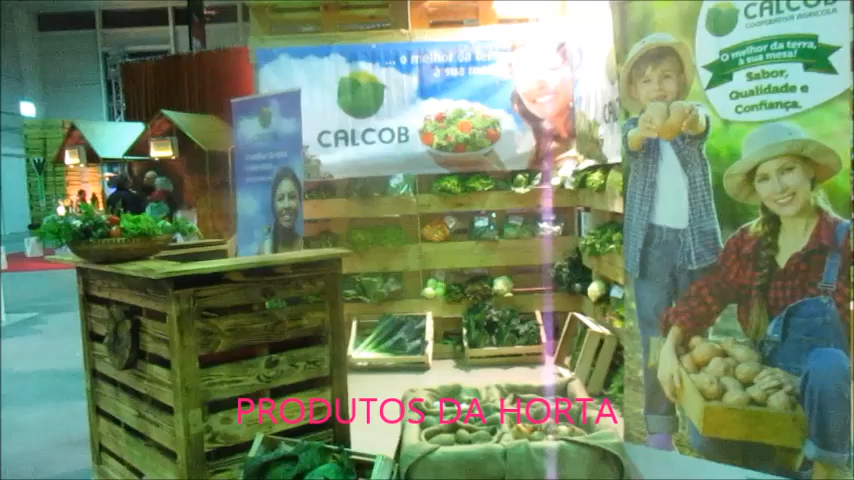 ... o melhor da terra,
à sua mesa
CALCOB
CALCOB
COOPERATIVA AGRÍCOLA
O melhor da terra,
à sua mesa!
Sabor,
Qualidade e
Confiança.
PRODUTOS DA HORTA